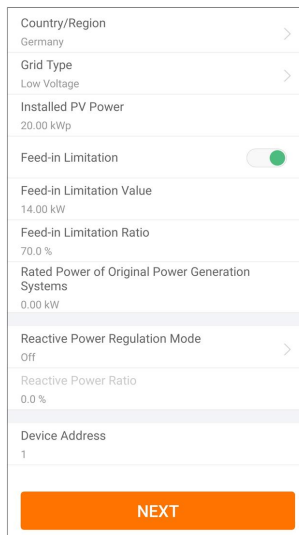 Country/Region
Germany
Grid Type
Low Voltage
Installed PV Power
20.00 kWp
Feed-in Limitation
Feed-in Limitation Value
14.00 kW
Feed-in Limitation Ratio
70.0 %
Rated Power of Original Power Generation
Systems
0.00 kW
Reactive Power Regulation Mode
Off
Reactive Power Ratio
0.0 %
Device Address
1
NEXT